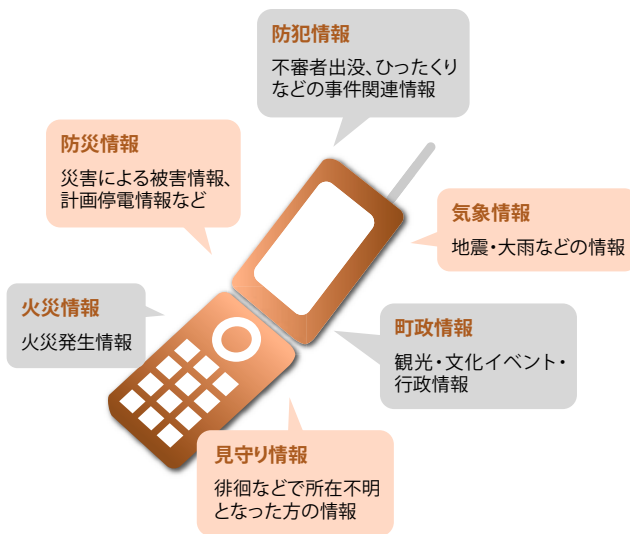 防犯情報
不審者出没、ひったくり
などの事件関連情報
防災情報
災害による被害情報、
計画停電情報など
気象情報
地震・大雨などの情報
火災情報
火災発生情報
町政情報
観光・文化イベント・
行政情報
見守り情報
徘徊などで所在不明
となった方の情報